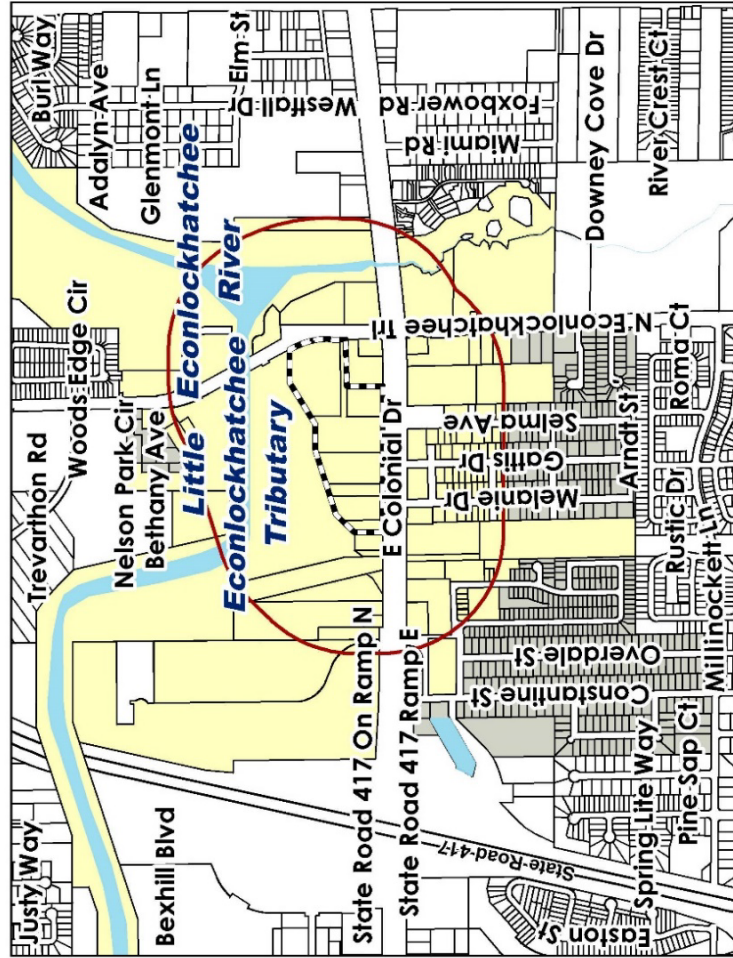 Justy Way
Trevarthon Rd
Woods Edge Cir
Burl Way
Adalyn Ave
Glenmont Ln
Elm St
Nelson Park Cir
Bethany Ave
Bexhill Blvd
Little Econlockhatchee
River
Econlockhatchee
Tributary
Westfall Dr
State Road 417 On Ramp N
E Colonial Dr
State Road 417 Ramp E
Foxbower Rd
Miami Rd
N Econlockhatchee Trl
Selma Ave
Gattis Dr
Melanie Dr
Overdale St
Constantine St
State Road 417
Easton St
Spring Lite Way
Pine Sap Ct
Millinockett Ln
Rustic Dr
Arndt St
Roma Ct
Downey Cove Dr
River Crest Ct